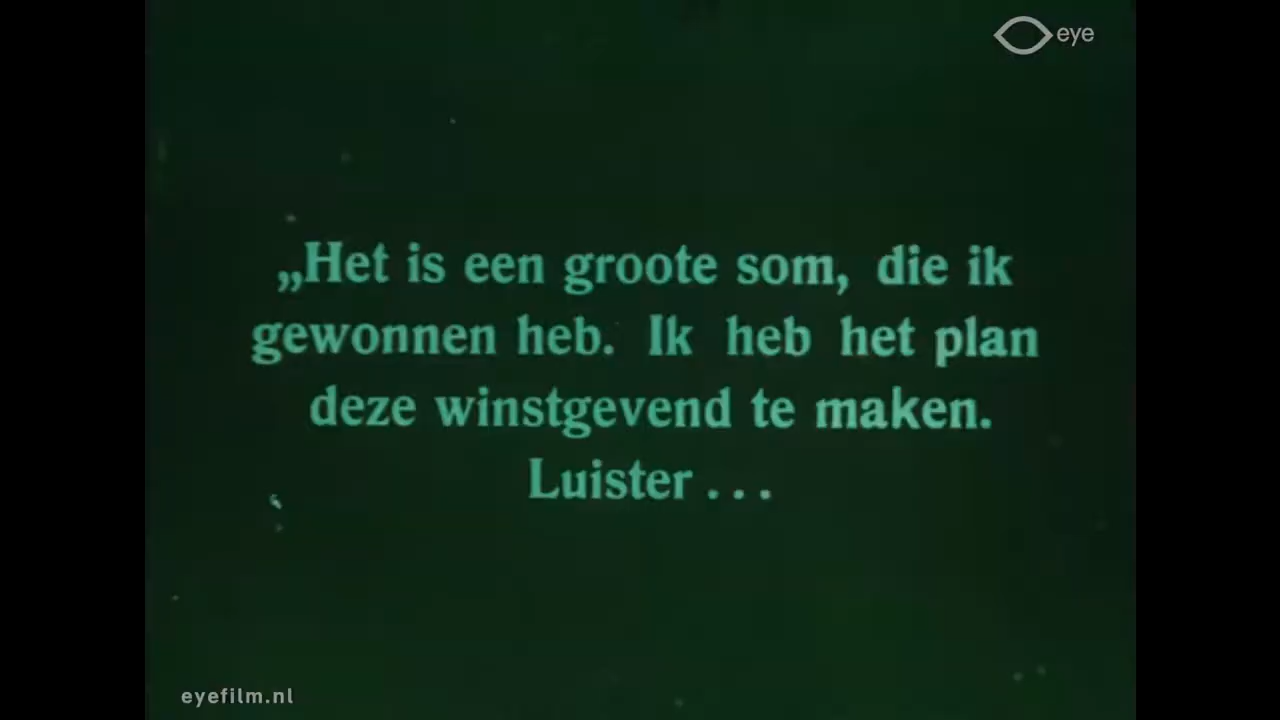 eye
„Het is een groote som, die ik
gewonnen heb. Ik heb het plan
deze winstgevend te maken.
Luister . . .
eyefilm.nl